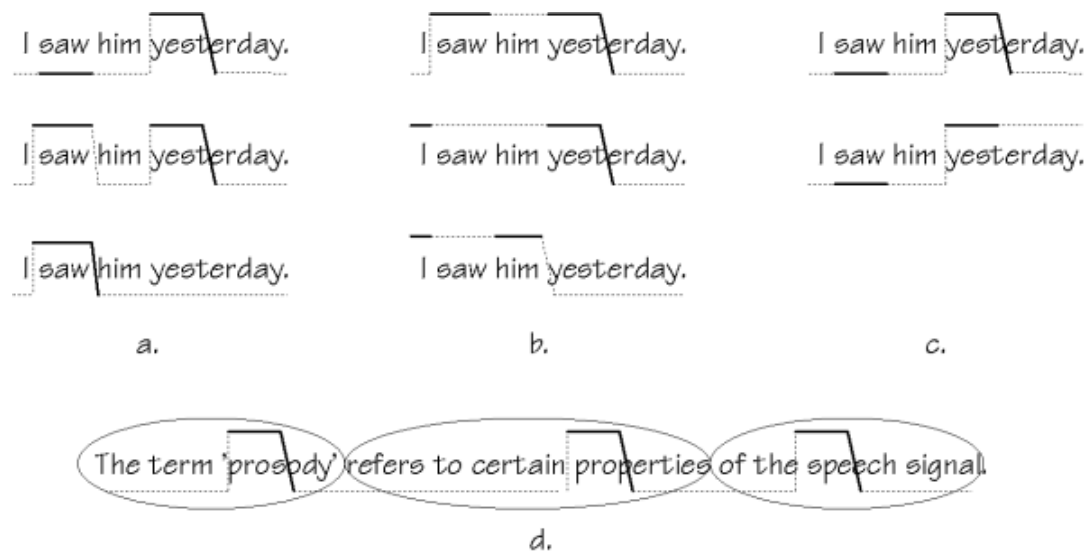 I saw him yesterday. I saw him yesterday. I saw him yesterday.
I saw him yesterday. I saw him yesterday. I saw him yesterday.
I saw him yesterday. I saw him yesterday.
a. b. c.
The term 'prosody' refers to certain properties of the speech signal.
d.